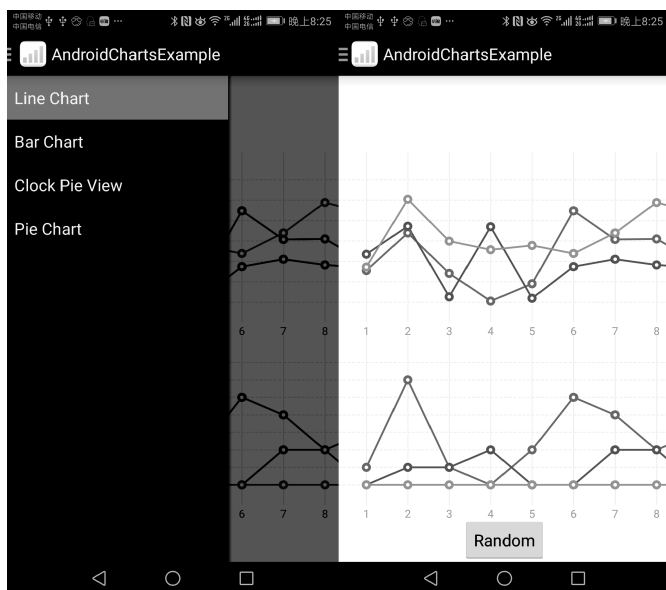 中国移动
中国电信
晚上8:25
AndroidChartsExample
Line Chart
Bar Chart
Clock Pie View
Pie Chart
6 7 8
6 7 8
中国移动
中国电信
晚上8:25
AndroidChartsExample
1 2 3 4 5 6 7 8
1 2 3 4 5 6 7 8
Random